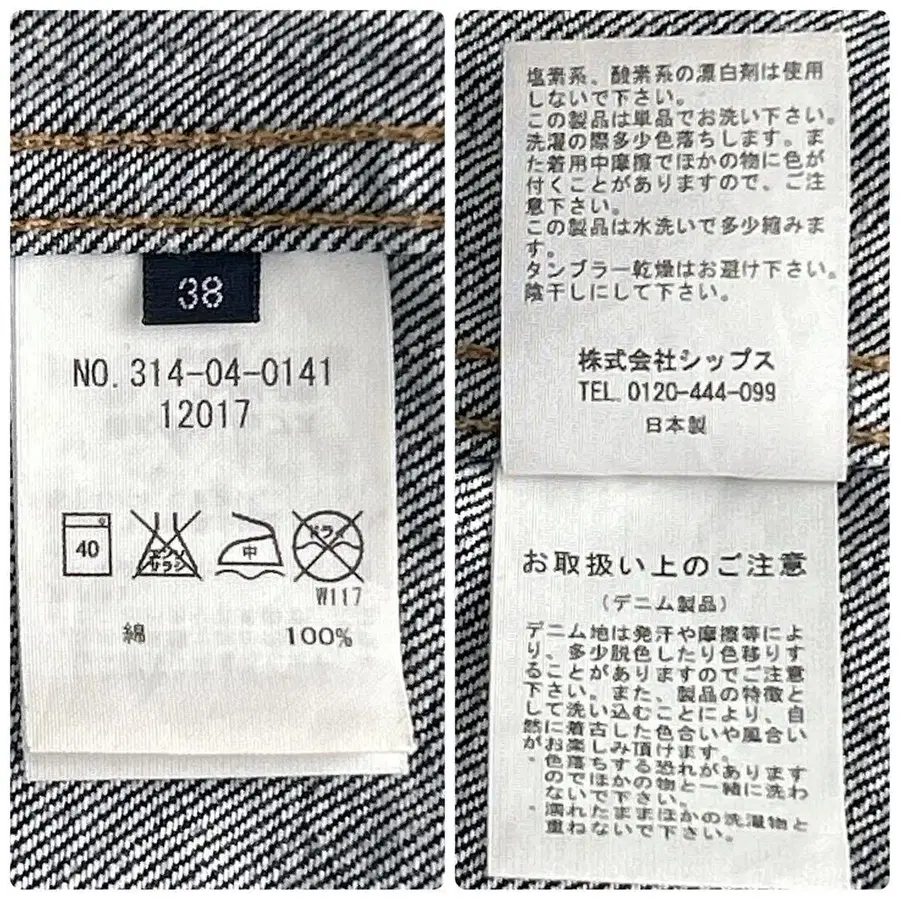 38
NO. 314-04-0141
12017
40
エンソ
サラシ
中
ドライ
W117
綿 100%
塩素系、酸素系の漂白剤は使用
しないで下さい。
この製品は単品でお洗い下さい。
洗濯の際多少色落ちします。ま
た着用中摩擦でほかの物に色が
付くことがありますので、ご注
意下さい。
この製品は水洗いで多少縮みま
す。
タンブラー乾燥はお避け下さい。
陰干しにして下さい。
株式会社シップス
TEL. 0120-444-099
日本製
お取扱い上のご注意
(デニム製品)
デニム地は発汗や摩擦等によ
り、多少脱色したり色移りす
ることがありますのでご注意
下さい。また、製品の特徴と
して洗い込むことにより、自
然に着古した色合いや風合い
がお楽しみ頂けます。
・色落ちする恐れがあります
のでほかの物と一緒に洗わ
ないで下さい。
・濡れたままほかの洗濯物と
重ねないで下さい。